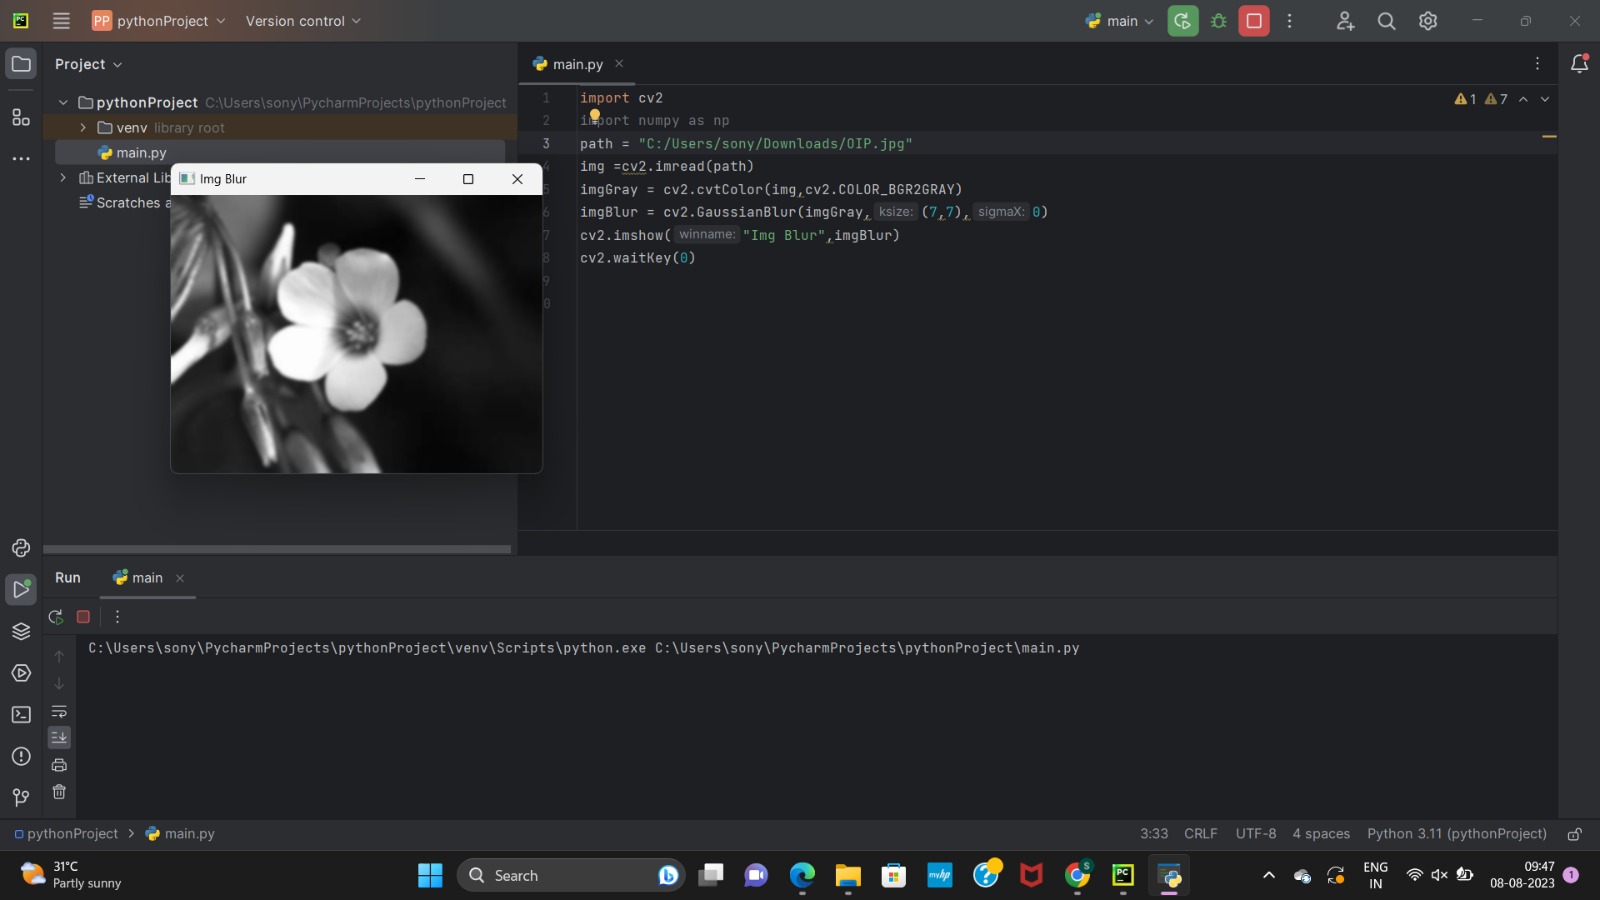 PC
PP pythonProject Version control main
Project
main.py
pythonProject C:\Users\sony\PycharmProjects\pythonProject
venv library root
main.py
External Lib
Scratches a
Img Blur
1 import cv2
2 import numpy as np
3 path = "C:/Users/sony/Downloads/OIP.jpg"
4 img =cv2.imread(path)
5 imgGray = cv2.cvtColor(img,cv2.COLOR_BGR2GRAY)
6 imgBlur = cv2.GaussianBlur(imgGray, ksize: (7,7), sigmaX: 0)
7 cv2.imshow( winname: "Img Blur",imgBlur)
8 cv2.waitKey(0)
9
0
1 7
Run main
C:\Users\sony\PycharmProjects\pythonProject\venv\Scripts\python.exe C:\Users\sony\PycharmProjects\pythonProject\main.py
pythonProject > main.py
3:33 CRLF UTF-8 4 spaces Python 3.11 (pythonProject)
31°C
Partly sunny
Search
myhp
S
PC
ENG
IN
09:47
08-08-2023
1